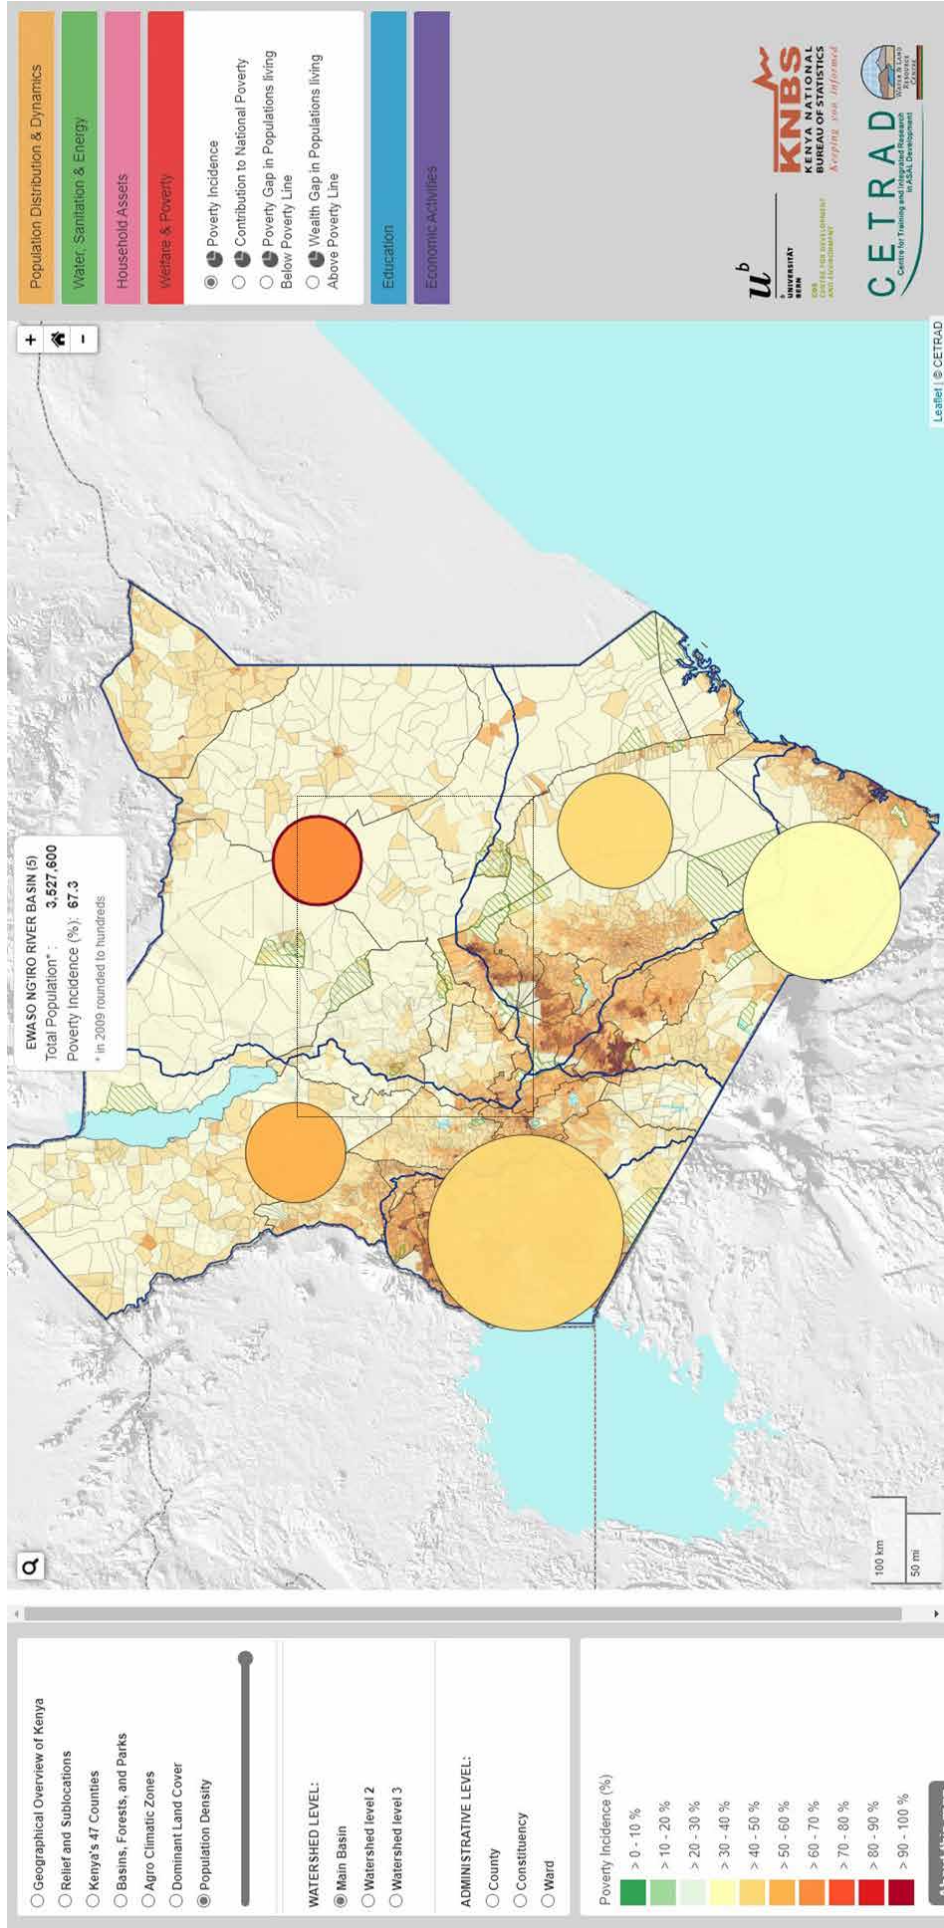 Geographical Overview of Kenya
Relief and Sublocations
Kenya's 47 Counties
Basins, Forests, and Parks
Agro Climatic Zones
Dominant Land Cover
Population Density
WATERSHED LEVEL:
Main Basin
Watershed level 2
Watershed level 3
ADMINISTRATIVE LEVEL:
County
Constituency
Ward
Poverty Incidence (%)
> 0 - 10 %
> 10 - 20 %
> 20 - 30 %
> 30 - 40 %
> 40 - 50 %
> 50 - 60 %
> 60 - 70 %
> 70 - 80 %
> 80 - 90 %
> 90 - 100 %
EWASO NG'IRO RIVER BASIN (5)
Total Population* : 3,527,600
Poverty Incidence (%): 67.3
* in 2009 rounded to hundreds
+
-
100 km
50 mi
Leaflet | © CETRAD
Population Distribution & Dynamics
Water, Sanitation & Energy
Household Assets
Welfare & Poverty
Poverty Incidence
Contribution to National Poverty
Poverty Gap in Populations living
Below Poverty Line
Wealth Gap in Populations living
Above Poverty Line
Education
Economic Activities
u b
b
UNIVERSITÄT
BERN
CDE
CENTRE FOR DEVELOPMENT
AND ENVIRONMENT
KNBS
KENYA NATIONAL
BUREAU OF STATISTICS
Keeping you informed
CETRAD
Centre for Training and Integrated Research
in ASAL Development
WATER & LAND
RESOURCE
CENTRE